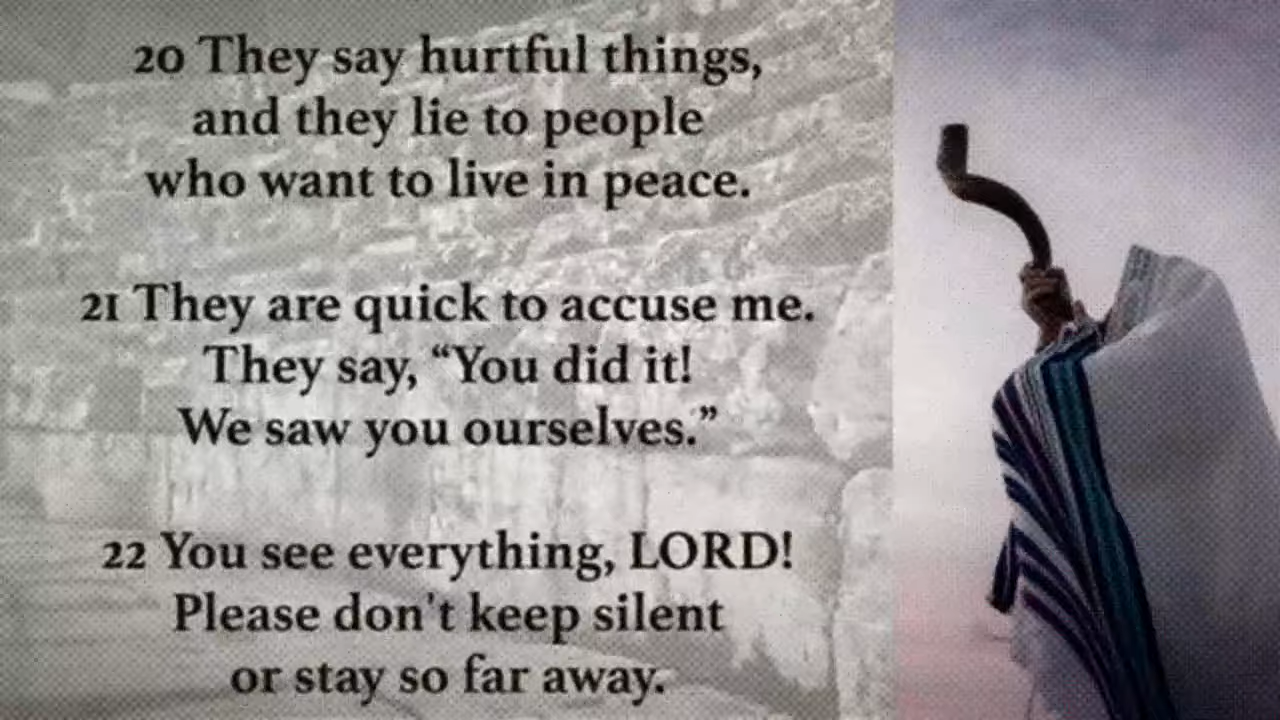 20 They say hurtful things,
and they lie to people
who want to live in peace.
21 They are quick to accuse me.
They say, “You did it!
We saw you ourselves.”
22 You see everything, LORD!
Please don't keep silent
or stay so far away.